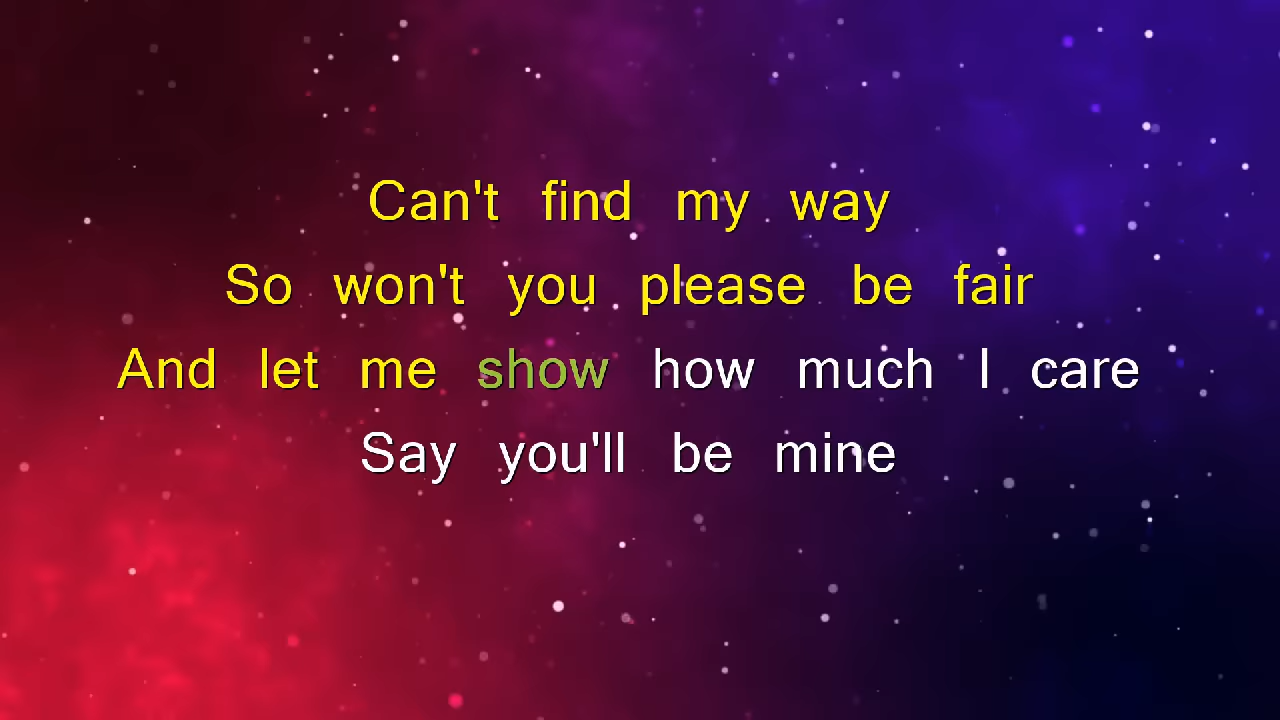 Can't find my way
So won't you please be fair
And let me show how much I care
Say you'll be mine